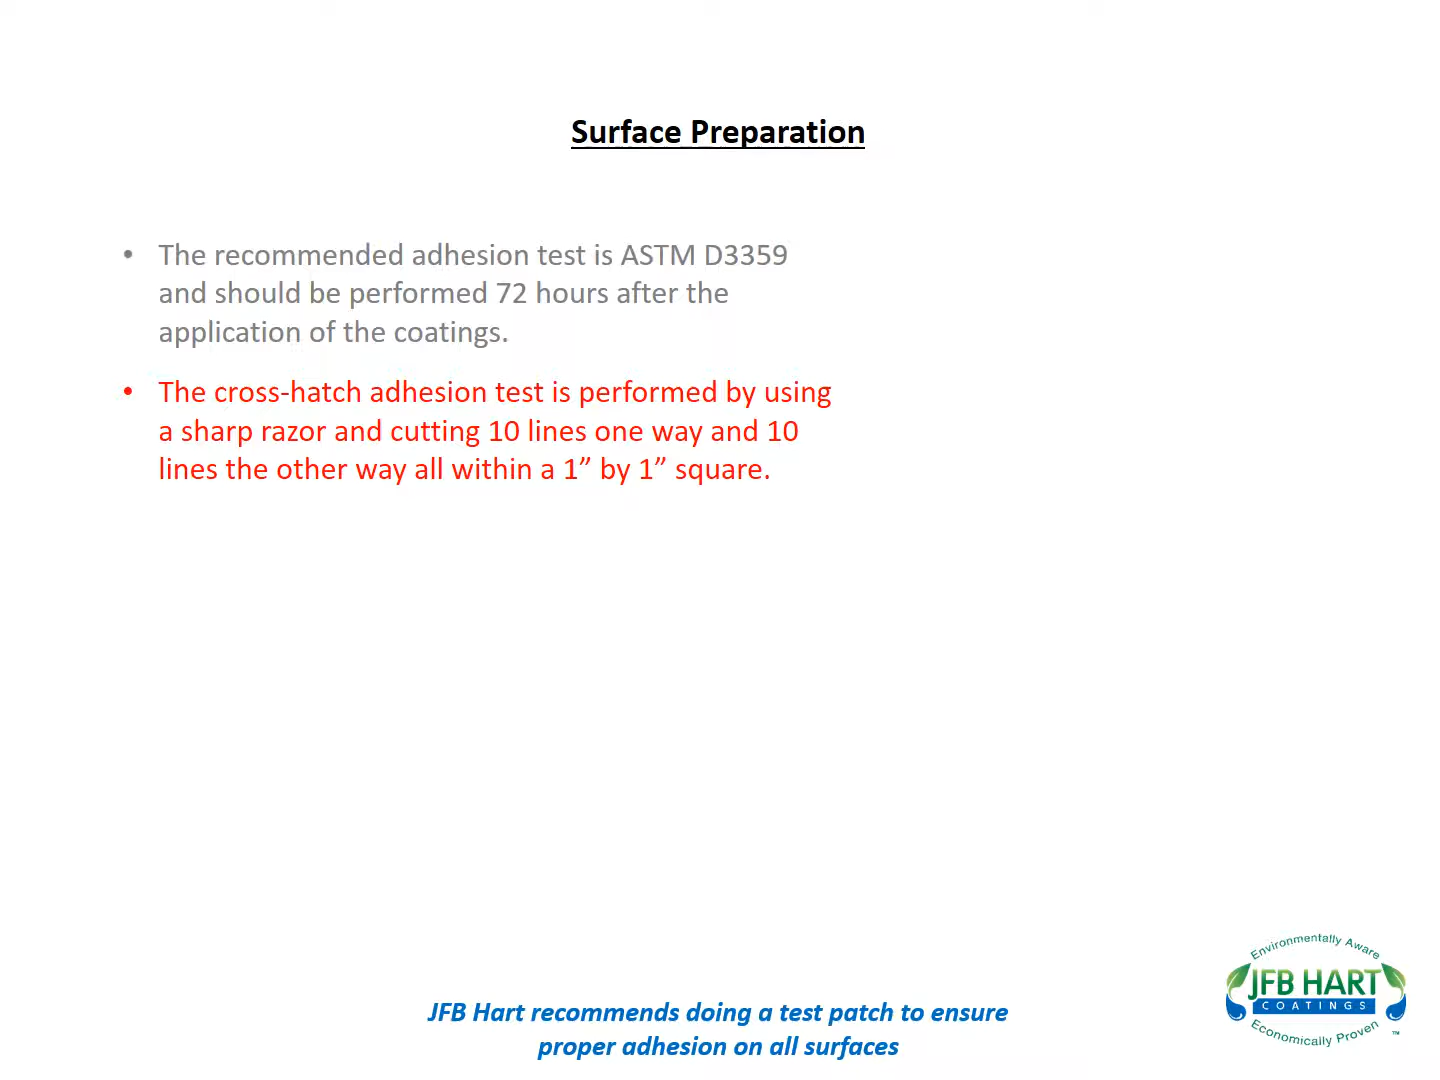 Surface Preparation
• The recommended adhesion test is ASTM D3359
and should be performed 72 hours after the
application of the coatings.
• The cross-hatch adhesion test is performed by using
a sharp razor and cutting 10 lines one way and 10
lines the other way all within a 1” by 1” square.
JFB Hart recommends doing a test patch to ensure
proper adhesion on all surfaces
Environmentally Aware
JFB HART
COATINGS
Economically Proven
™